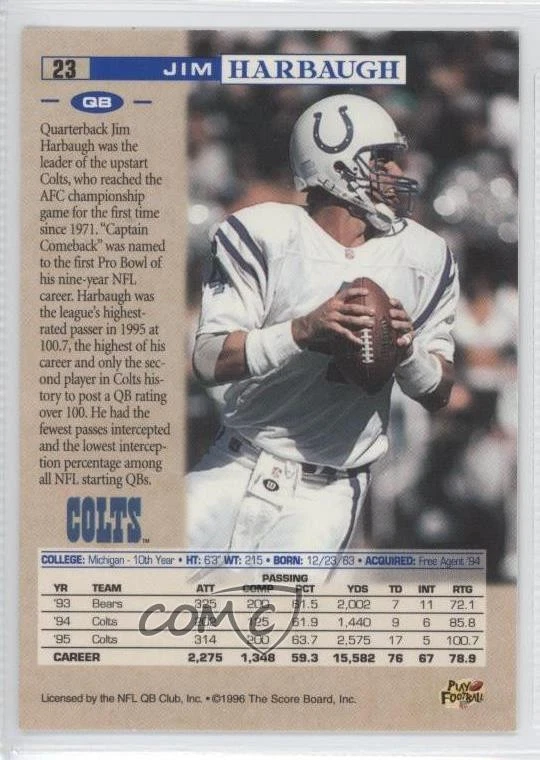 23 JIM HARBAUGH
QB
Quarterback Jim
Harbaugh was the
leader of the upstart
Colts, who reached the
AFC championship
game for the first time
since 1971. “Captain
Comeback” was named
to the first Pro Bowl of
his nine-year NFL
career. Harbaugh was
the league’s highest-
rated passer in 1995 at
100.7, the highest of his
career and only the sec-
ond player in Colts his-
tory to post a QB rating
over 100. He had the
fewest passes intercepted
and the lowest intercep-
tion percentage among
all NFL starting QBs.
COLTS™
COLLEGE: Michigan - 10th Year • HT: 6'3" WT: 215 • BORN: 12/23/63 • ACQUIRED: Free Agent '94
PASSING
YR TEAM ATT COMP PCT YDS TD INT RTG
'93 Bears 325 200 61.5 2,002 7 11 72.1
'94 Colts 202 125 61.9 1,440 9 6 85.8
'95 Colts 314 200 63.7 2,575 17 5 100.7
CAREER 2,275 1,348 59.3 15,582 76 67 78.9
COMC
Licensed by the NFL QB Club, Inc. • ©1996 The Score Board, Inc.
PLAY
FOOTBALL